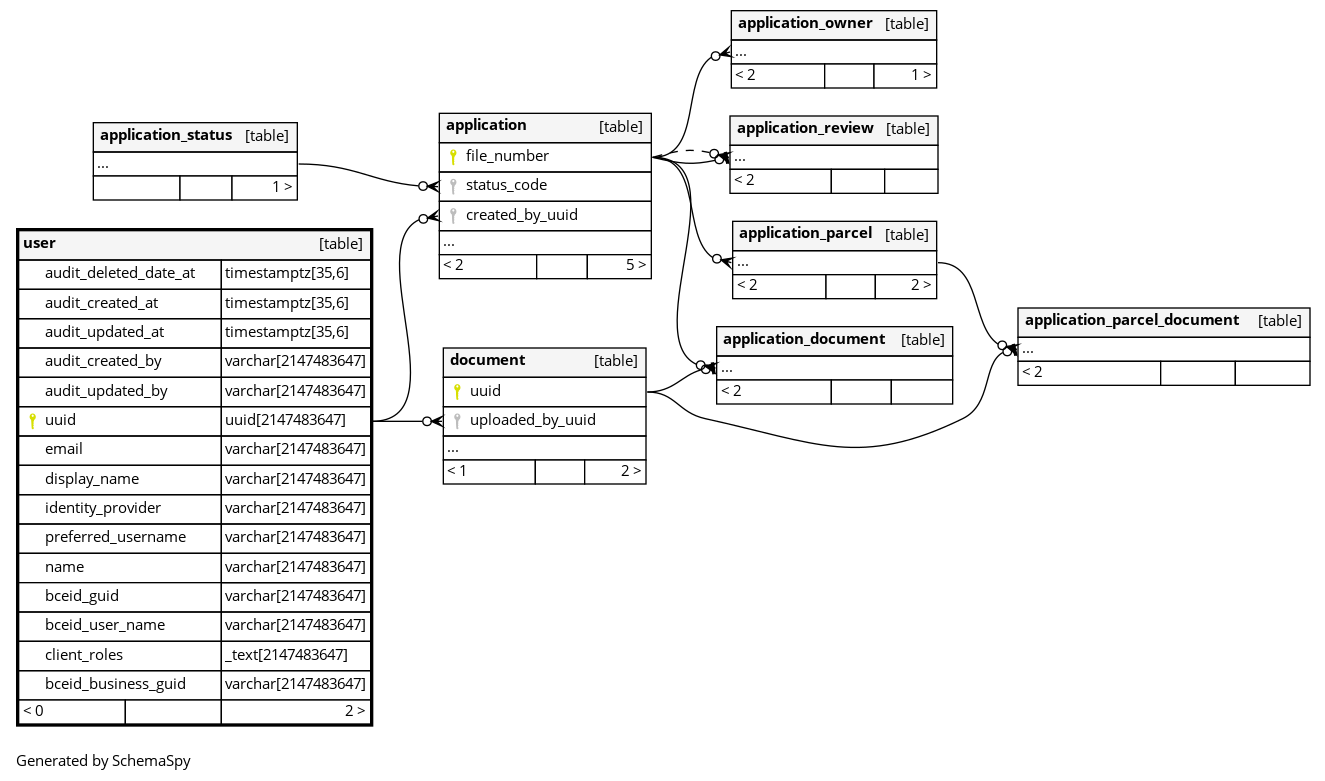 application_owner [table]
...
< 2 1 >
application_status [table]
...
1 >
application [table]
file_number
status_code
created_by_uuid
...
< 2 5 >
application_review [table]
...
< 2
application_parcel [table]
...
< 2 2 >
application_document [table]
...
< 2
application_parcel_document [table]
...
< 2
document [table]
uuid
uploaded_by_uuid
...
< 1 2 >
user [table]
audit_deleted_date_at timestamptz[35,6]
audit_created_at timestamptz[35,6]
audit_updated_at timestamptz[35,6]
audit_created_by varchar[2147483647]
audit_updated_by varchar[2147483647]
uuid uuid[2147483647]
email varchar[2147483647]
display_name varchar[2147483647]
identity_provider varchar[2147483647]
preferred_username varchar[2147483647]
name varchar[2147483647]
bceid_guid varchar[2147483647]
bceid_user_name varchar[2147483647]
client_roles _text[2147483647]
bceid_business_guid varchar[2147483647]
< 0 2 >
Generated by SchemaSpy